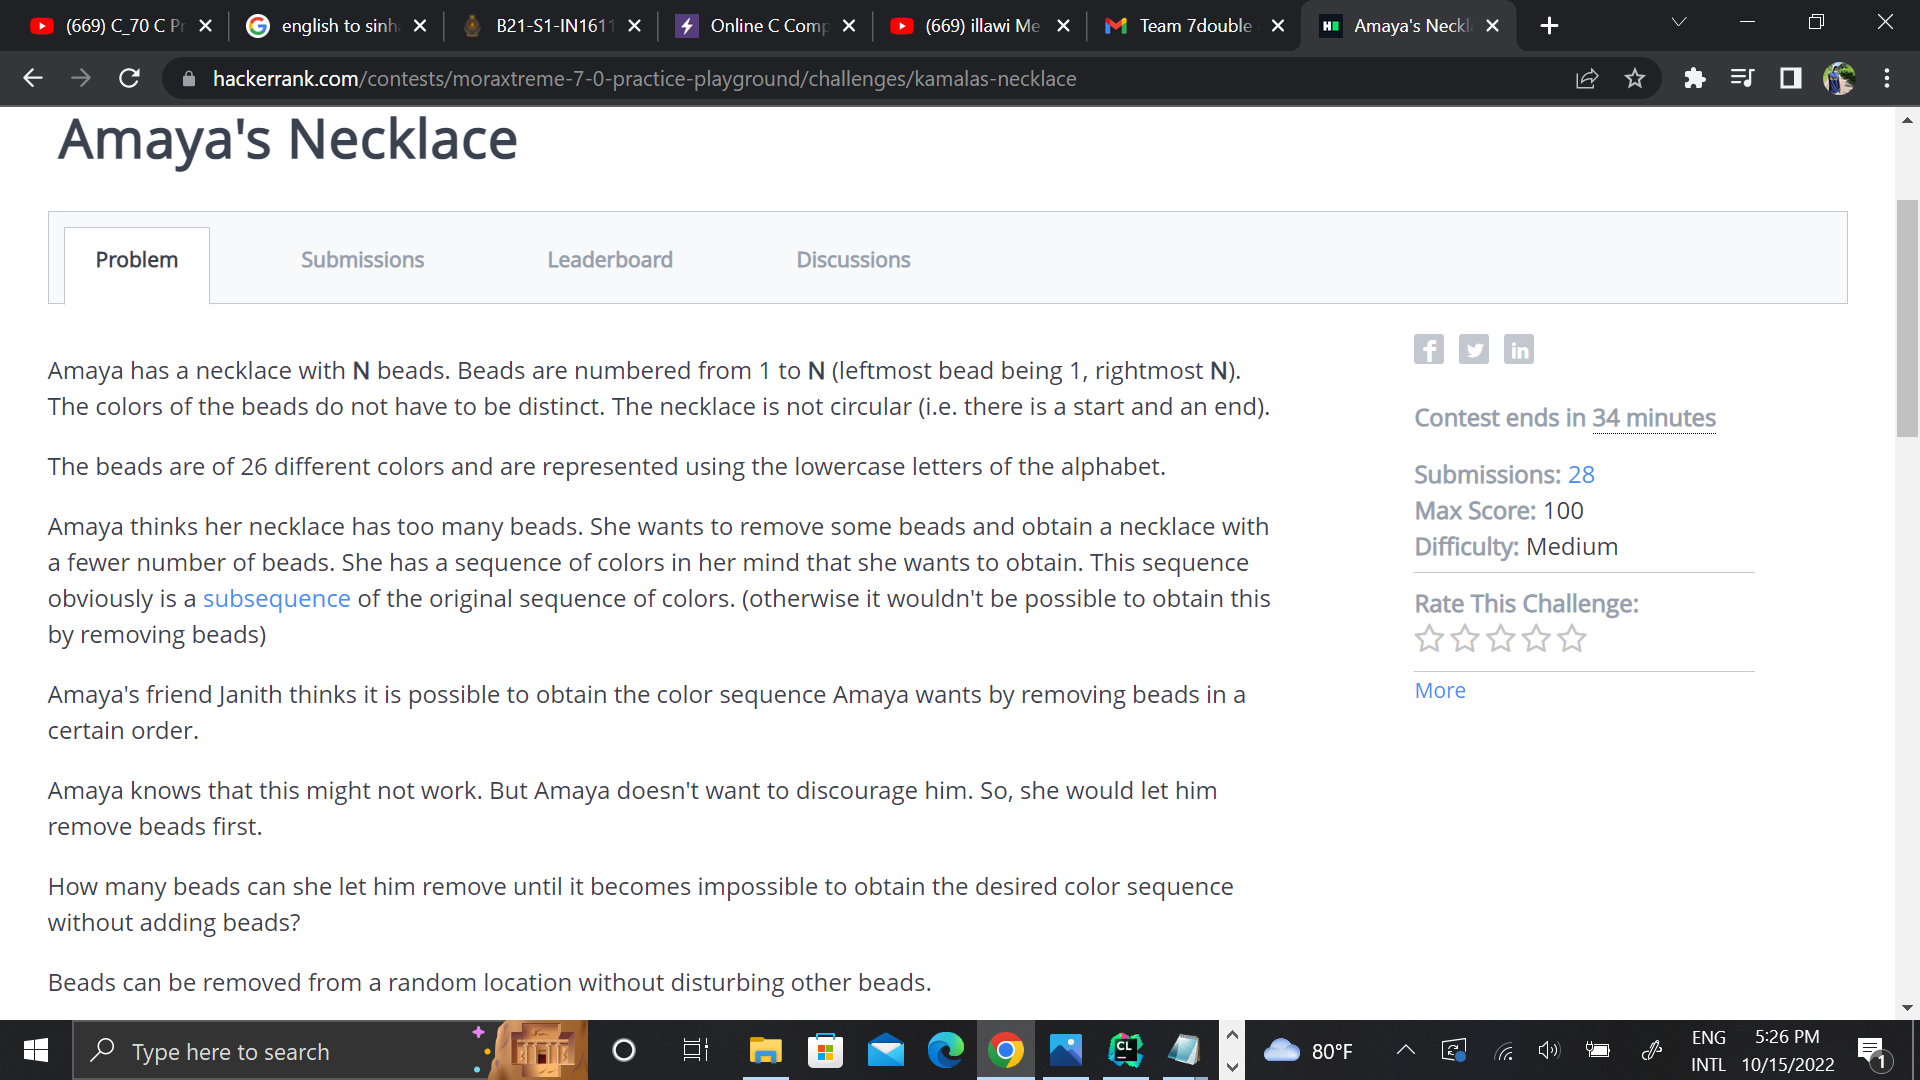 (669) C_70 C Pr
english to sinh
B21-S1-IN1611
Online C Comp
(669) illawi Me
Team 7double
Amaya's Neckl
hackerrank.com/contests/moraxtreme-7-0-practice-playground/challenges/kamalas-necklace
Amaya's Necklace
Problem
Submissions
Leaderboard
Discussions
Amaya has a necklace with N beads. Beads are numbered from 1 to N (leftmost bead being 1, rightmost N).
The colors of the beads do not have to be distinct. The necklace is not circular (i.e. there is a start and an end).
The beads are of 26 different colors and are represented using the lowercase letters of the alphabet.
Amaya thinks her necklace has too many beads. She wants to remove some beads and obtain a necklace with
a fewer number of beads. She has a sequence of colors in her mind that she wants to obtain. This sequence
obviously is a subsequence of the original sequence of colors. (otherwise it wouldn't be possible to obtain this
by removing beads)
Amaya's friend Janith thinks it is possible to obtain the color sequence Amaya wants by removing beads in a
certain order.
Amaya knows that this might not work. But Amaya doesn't want to discourage him. So, she would let him
remove beads first.
How many beads can she let him remove until it becomes impossible to obtain the desired color sequence
without adding beads?
Beads can be removed from a random location without disturbing other beads.
Contest ends in 34 minutes
Submissions: 28
Max Score: 100
Difficulty: Medium
Rate This Challenge:
More
Type here to search
CL
80°F
ENG
INTL
5:26 PM
10/15/2022
1